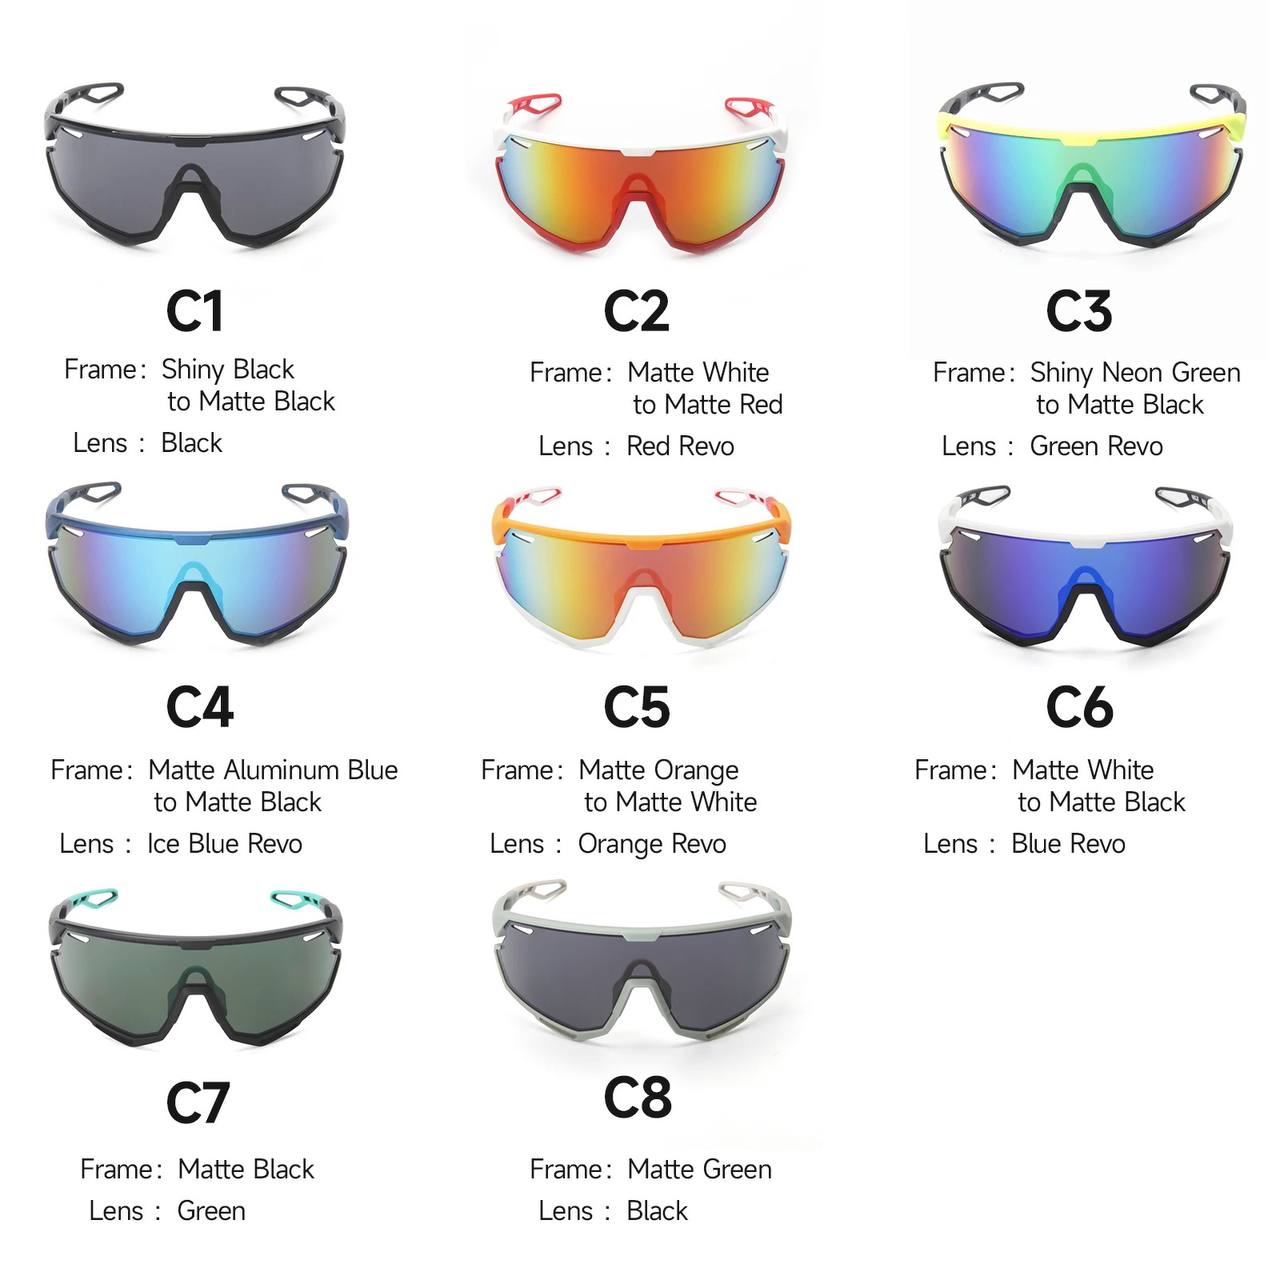 C1
Frame: Shiny Black
to Matte Black
Lens : Black
C2
Frame: Matte White
to Matte Red
Lens : Red Revo
C3
Frame: Shiny Neon Green
to Matte Black
Lens : Green Revo
C4
Frame: Matte Aluminum Blue
to Matte Black
Lens : Ice Blue Revo
C5
Frame: Matte Orange
to Matte White
Lens : Orange Revo
C6
Frame: Matte White
to Matte Black
Lens : Blue Revo
C7
Frame: Matte Black
Lens : Green
C8
Frame: Matte Green
Lens : Black